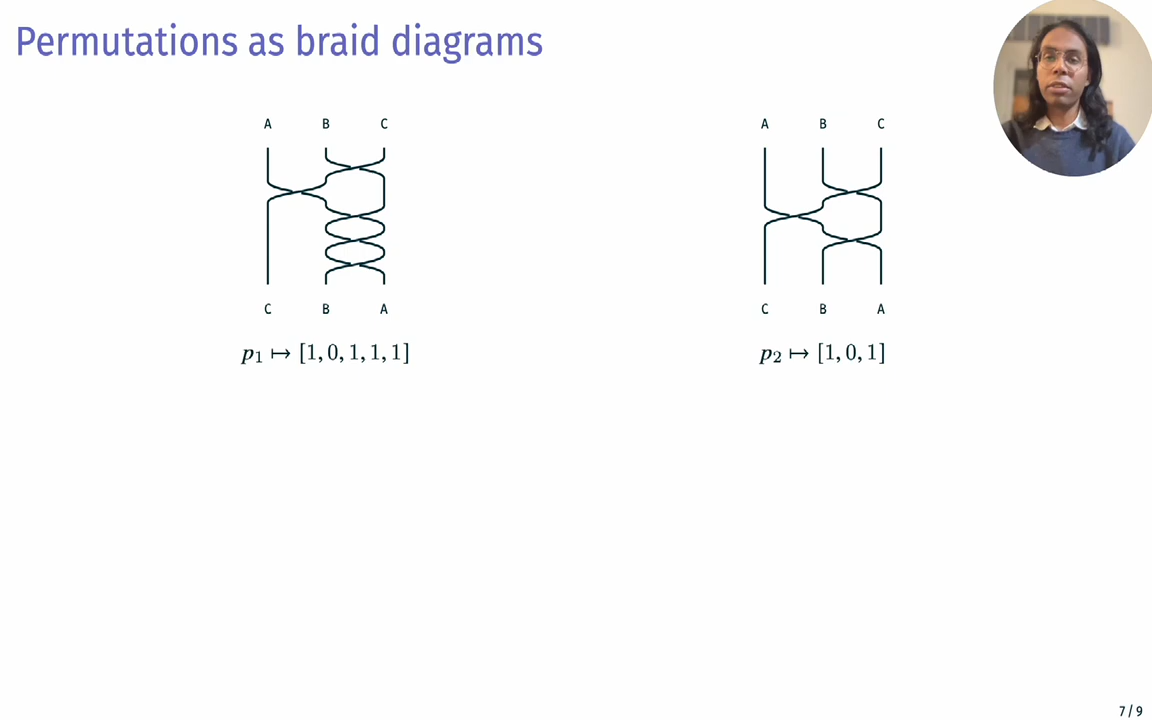 Permutations as braid diagrams
A B C
C B A
p₁ ↦ [1, 0, 1, 1, 1]
A B C
C B A
p₂ ↦ [1, 0, 1]
7 / 9